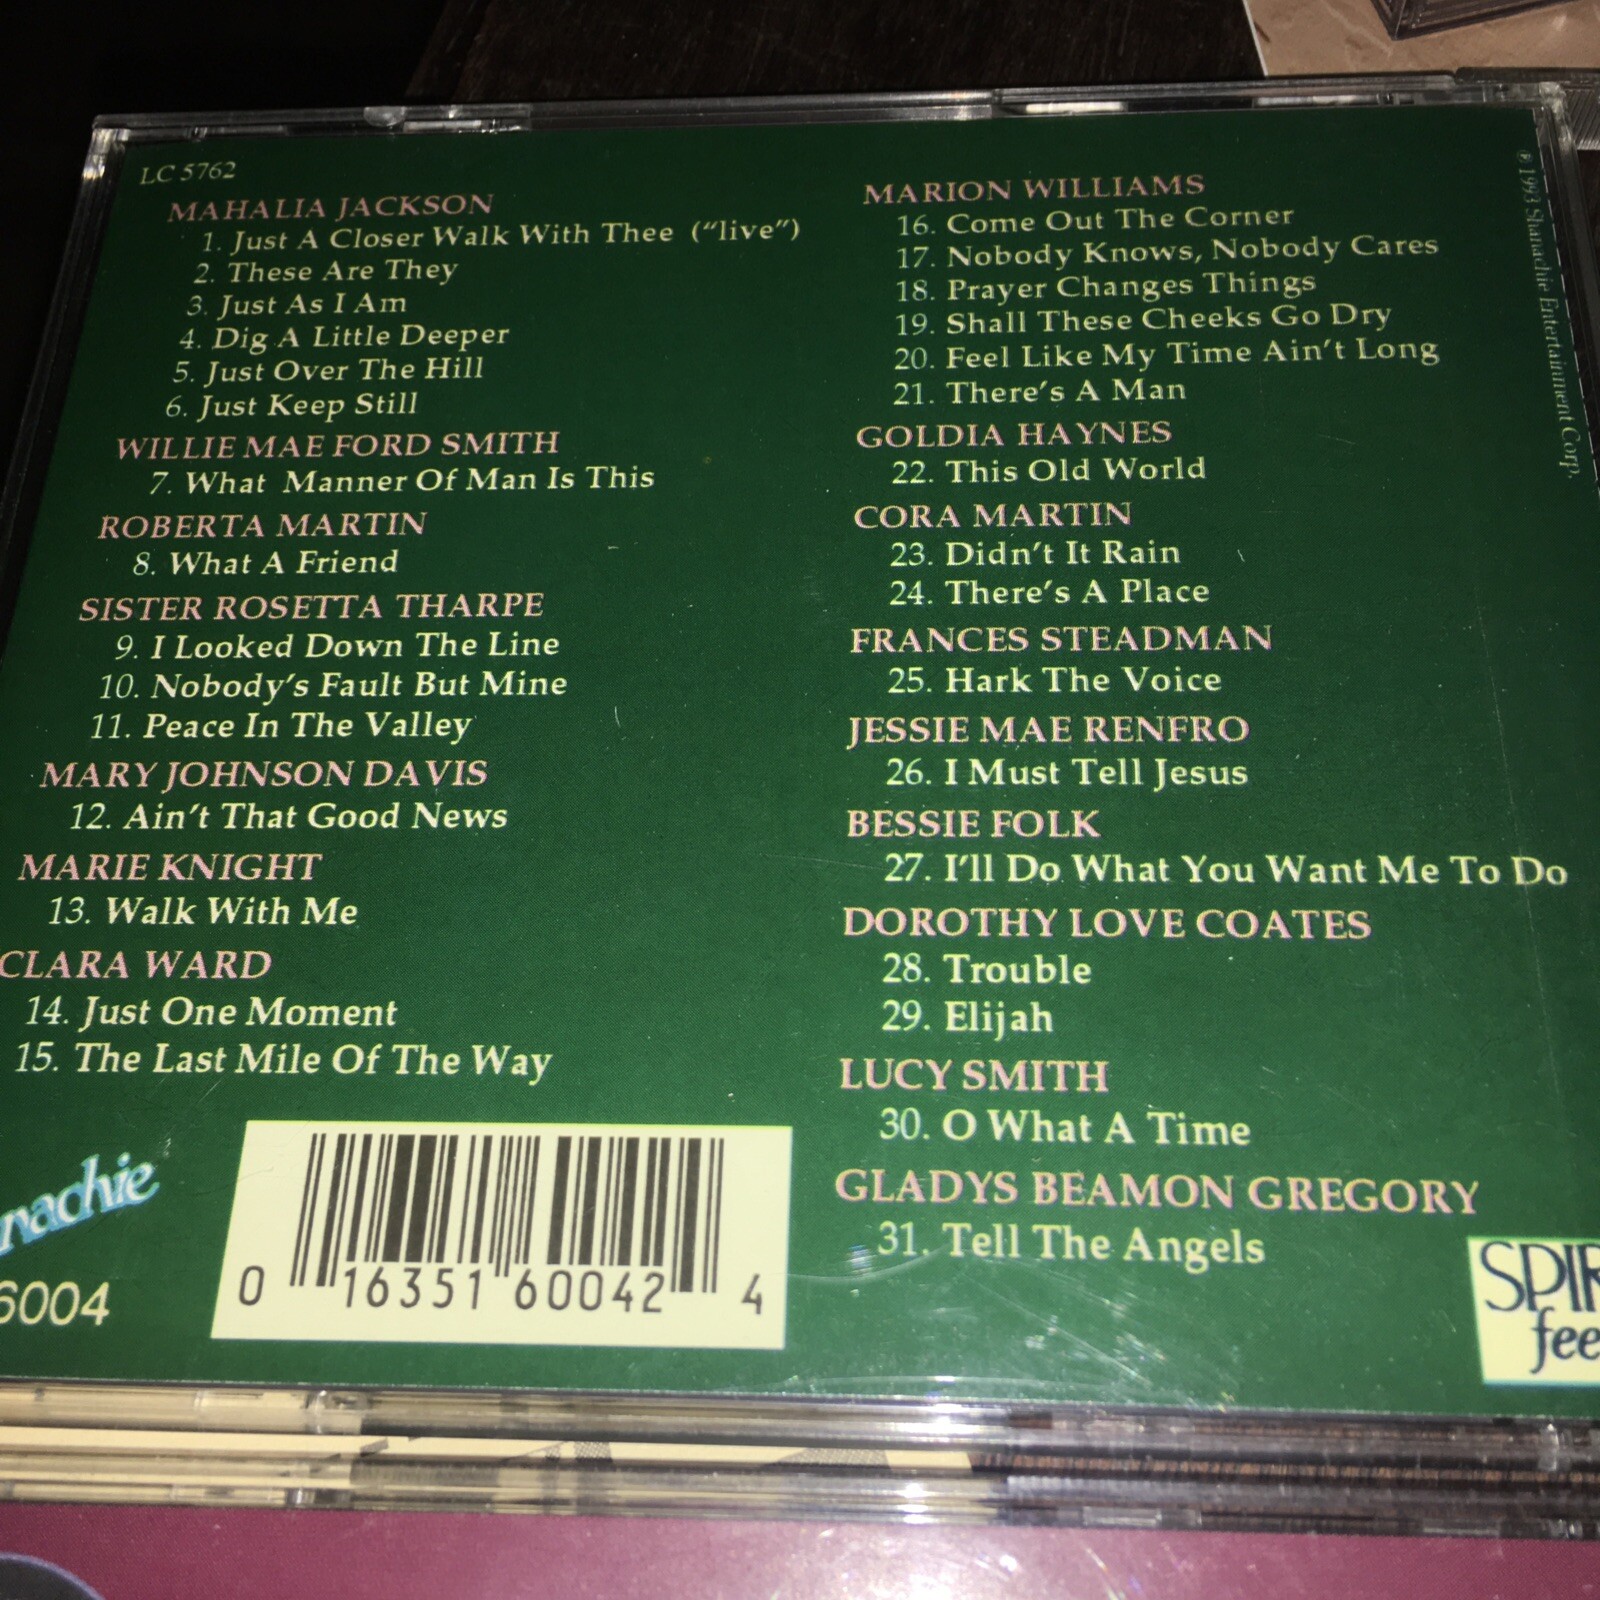 LC 5762
MAHALIA JACKSON
1. Just A Closer Walk With Thee ("live")
2. These Are They
3. Just As I Am
4. Dig A Little Deeper
5. Just Over The Hill
6. Just Keep Still
WILLIE MAE FORD SMITH
7. What Manner Of Man Is This
ROBERTA MARTIN
8. What A Friend
SISTER ROSETTA THARPE
9. I Looked Down The Line
10. Nobody's Fault But Mine
11. Peace In The Valley
MARY JOHNSON DAVIS
12. Ain't That Good News
MARIE KNIGHT
13. Walk With Me
CLARA WARD
14. Just One Moment
15. The Last Mile Of The Way
nachie
6004
0 16351 60042 4
MARION WILLIAMS
16. Come Out The Corner
17. Nobody Knows, Nobody Cares
18. Prayer Changes Things
19. Shall These Cheeks Go Dry
20. Feel Like My Time Ain't Long
21. There's A Man
GOLDIA HAYNES
22. This Old World
CORA MARTIN
23. Didn't It Rain
24. There's A Place
FRANCES STEADMAN
25. Hark The Voice
JESSIE MAE RENFRO
26. I Must Tell Jesus
BESSIE FOLK
27. I'll Do What You Want Me To Do
DOROTHY LOVE COATES
28. Trouble
29. Elijah
LUCY SMITH
30. O What A Time
GLADYS BEAMON GREGORY
31. Tell The Angels
SPIR
fee
℗ 1993 Shanachie Entertainment Corp.